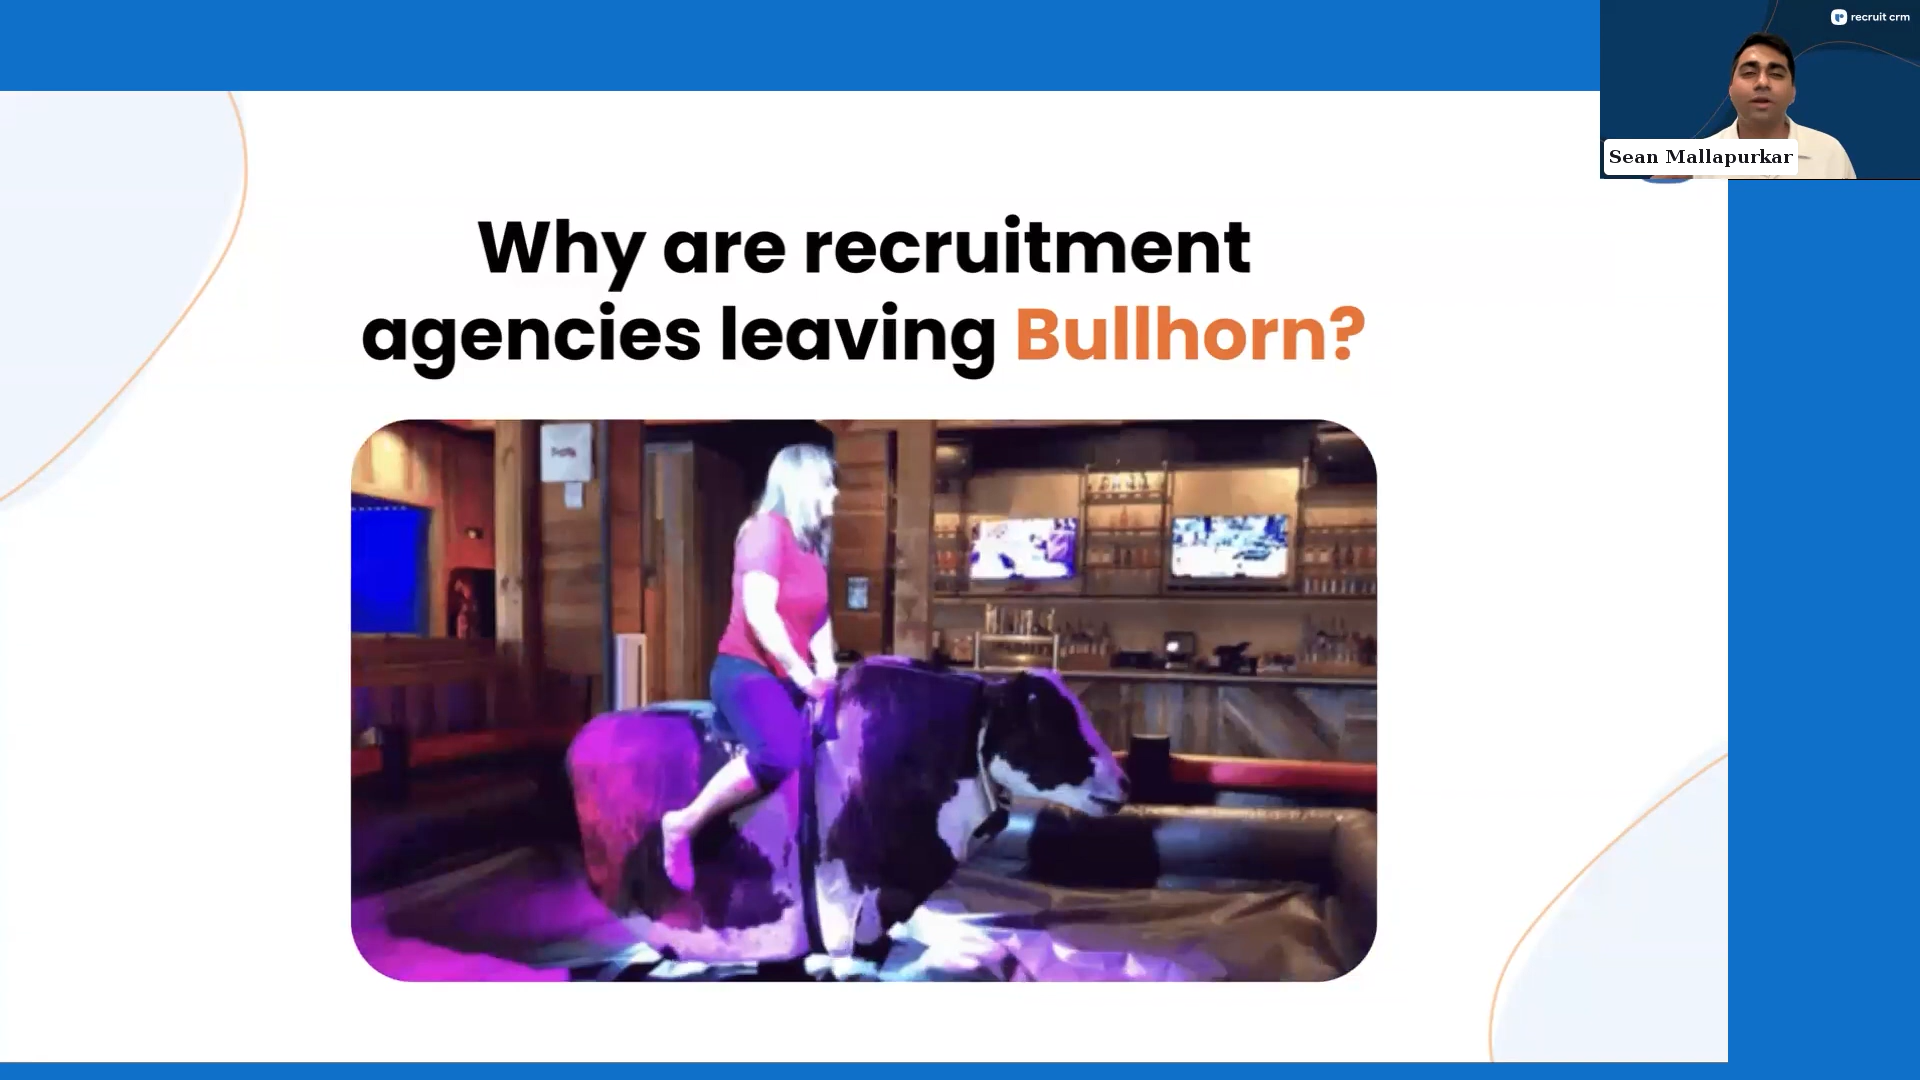 recruit crm
Sean Mallapurkar
Why are recruitment
agencies leaving Bullhorn?